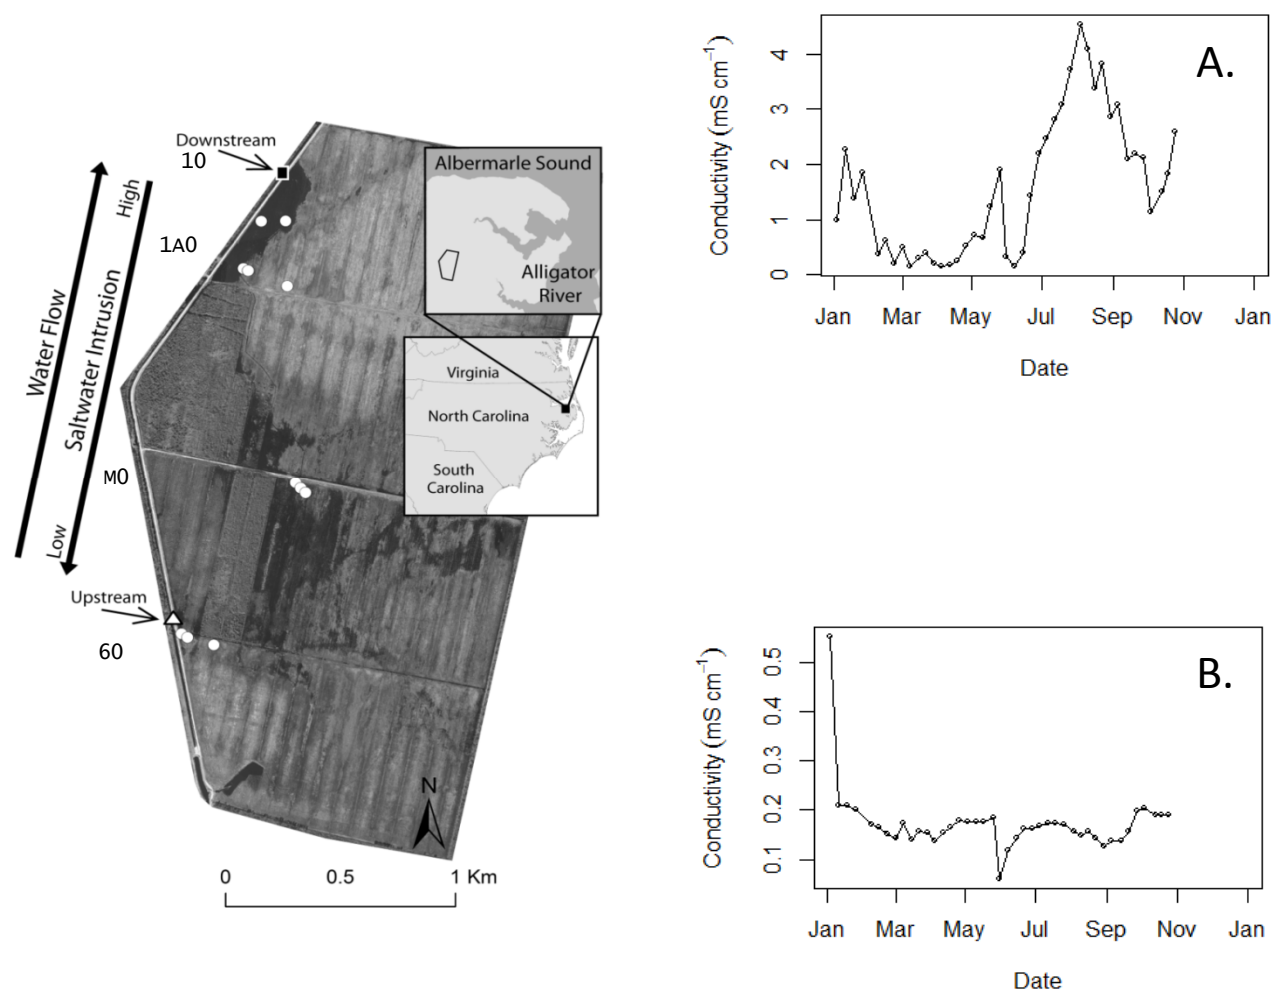 Downstream
10
High
1A0
Water Flow
Saltwater Intrusion
M0
Low
Upstream
60
Albermarle Sound
Alligator
River
Virginia
North Carolina
South
Carolina
N
0 0.5 1 Km
A.
Conductivity (mS cm⁻¹)
4
3
2
1
0
Jan Mar May Jul Sep Nov Jan
Date
B.
Conductivity (mS cm⁻¹)
0.5
0.4
0.3
0.2
0.1
Jan Mar May Jul Sep Nov Jan
Date